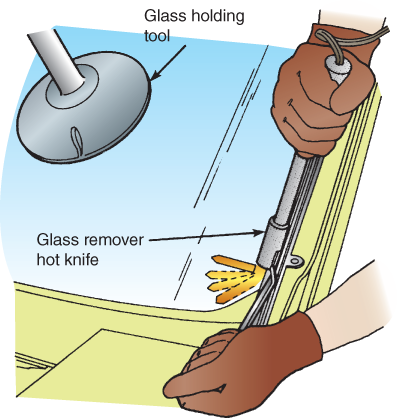 Glass holding
tool
Glass remover
hot knife